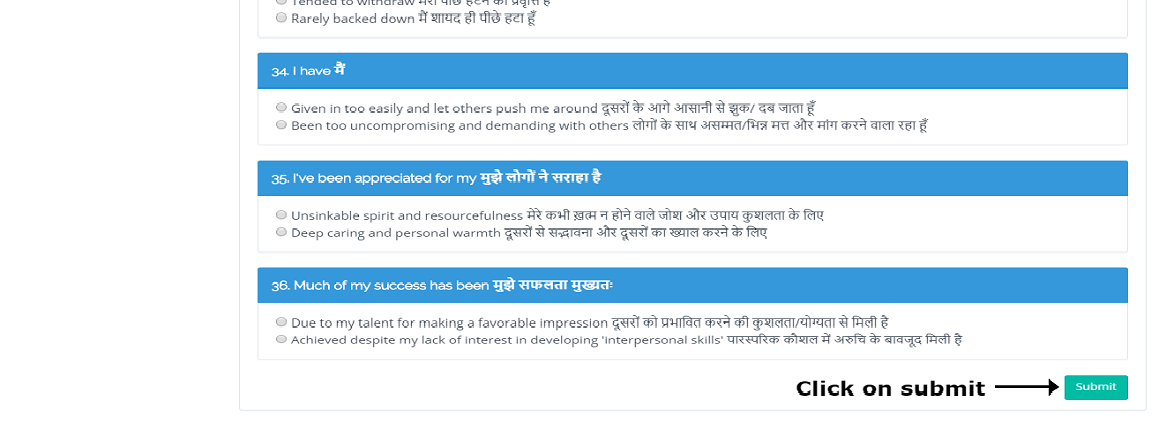 Tended to withdraw मेरी पीछे हटने की प्रवृत्ति है
Rarely backed down मैं शायद ही पीछे हटा हूँ
34. I have मैं
Given in too easily and let others push me around दूसरों के आगे आसानी से झुक/ दब जाता हूँ
Been too uncompromising and demanding with others लोगों के साथ असम्मत/भिन्न मत्त और मांग करने वाला रहा हूँ
35. I've been appreciated for my मुझे लोगों ने सराहा है
Unsinkable spirit and resourcefulness मेरे कभी ख़त्म न होने वाले जोश और उपाय कुशलता के लिए
Deep caring and personal warmth दूसरों से सद्भावना और दूसरों का ख्याल करने के लिए
36. Much of my success has been मुझे सफलता मुख्यतः
Due to my talent for making a favorable impression दूसरों को प्रभावित करने की कुशलता/योग्यता से मिली है
Achieved despite my lack of interest in developing 'interpersonal skills' पारस्परिक कौशल में अरुचि के बावजूद मिली है
Click on submit
Submit